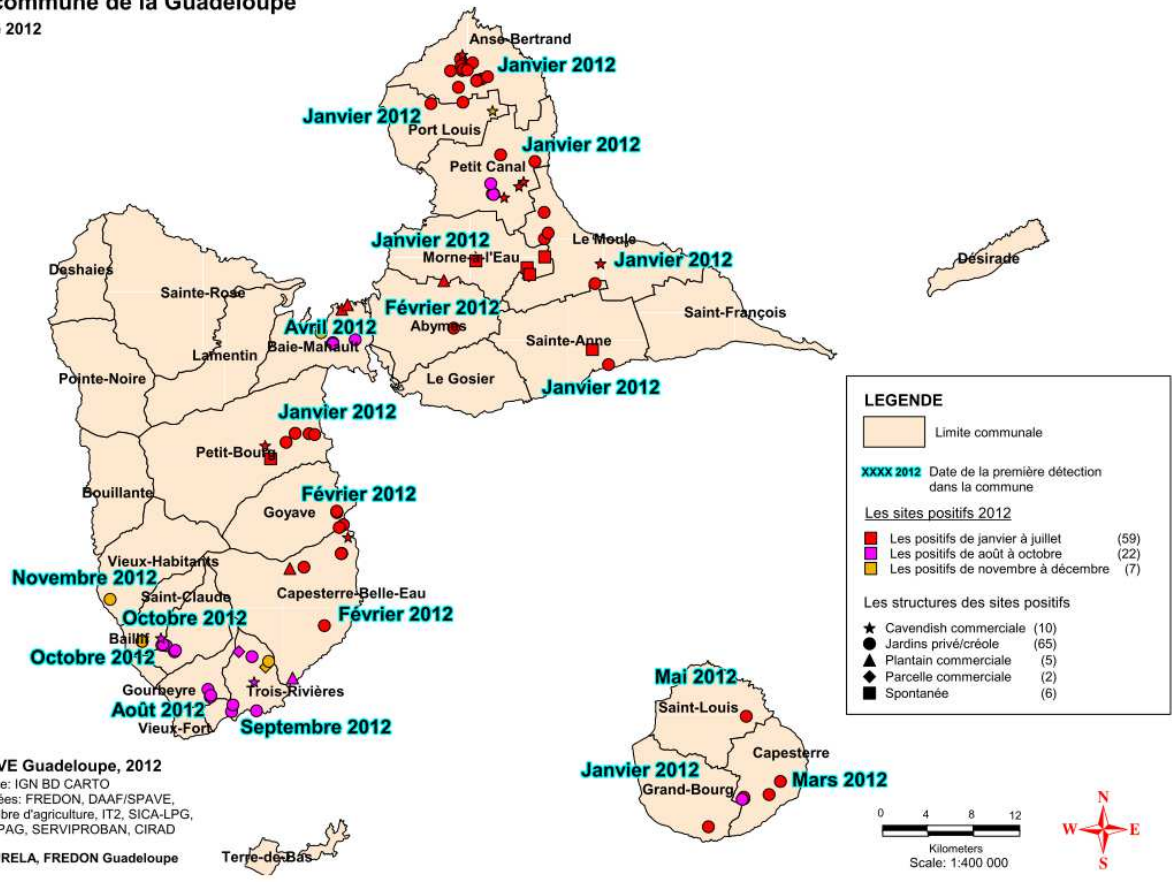 commune de la Guadeloupe
2012
Anse-Bertrand
Janvier 2012
Janvier 2012
Port Louis
Janvier 2012
Petit Canal
Janvier 2012
Le Moule
Morne-à-l'Eau
Janvier 2012
Désirade
Deshaies
Sainte-Rose
Février 2012
Abymes
Saint-François
Avril 2012
Baie-Mahault
Sainte-Anne
Lamentin
Pointe-Noire
Le Gosier
Janvier 2012
Janvier 2012
Petit-Bourg
Bouillante
Février 2012
Goyave
Vieux-Habitants
Novembre 2012
Saint-Claude
Capesterre-Belle-Eau
Octobre 2012
Février 2012
Baillif
Octobre 2012
Gourbeyre
Trois-Rivières
Août 2012
Vieux-Fort
Septembre 2012
Mai 2012
Saint-Louis
Capesterre
Janvier 2012
Mars 2012
Grand-Bourg
Terre-de-Bas
LEGENDE
Limite communale
XXXX 2012 Date de la première détection
dans la commune
Les sites positifs 2012
Les positifs de janvier à juillet (59)
Les positifs de août à octobre (22)
Les positifs de novembre à décembre (7)
Les structures des sites positifs
Cavendish commerciale (10)
Jardins privé/créole (65)
Plantain commerciale (5)
Parcelle commerciale (2)
Spontanée (6)
VE Guadeloupe, 2012
e: IGN BD CARTO
ées: FREDON, DAAF/SPAVE,
bre d'agriculture, IT2, SICA-LPG,
PAG, SERVIPROBAN, CIRAD
RELA, FREDON Guadeloupe
0 4 8 12
Kilometers
Scale: 1:400 000
N
W E
S